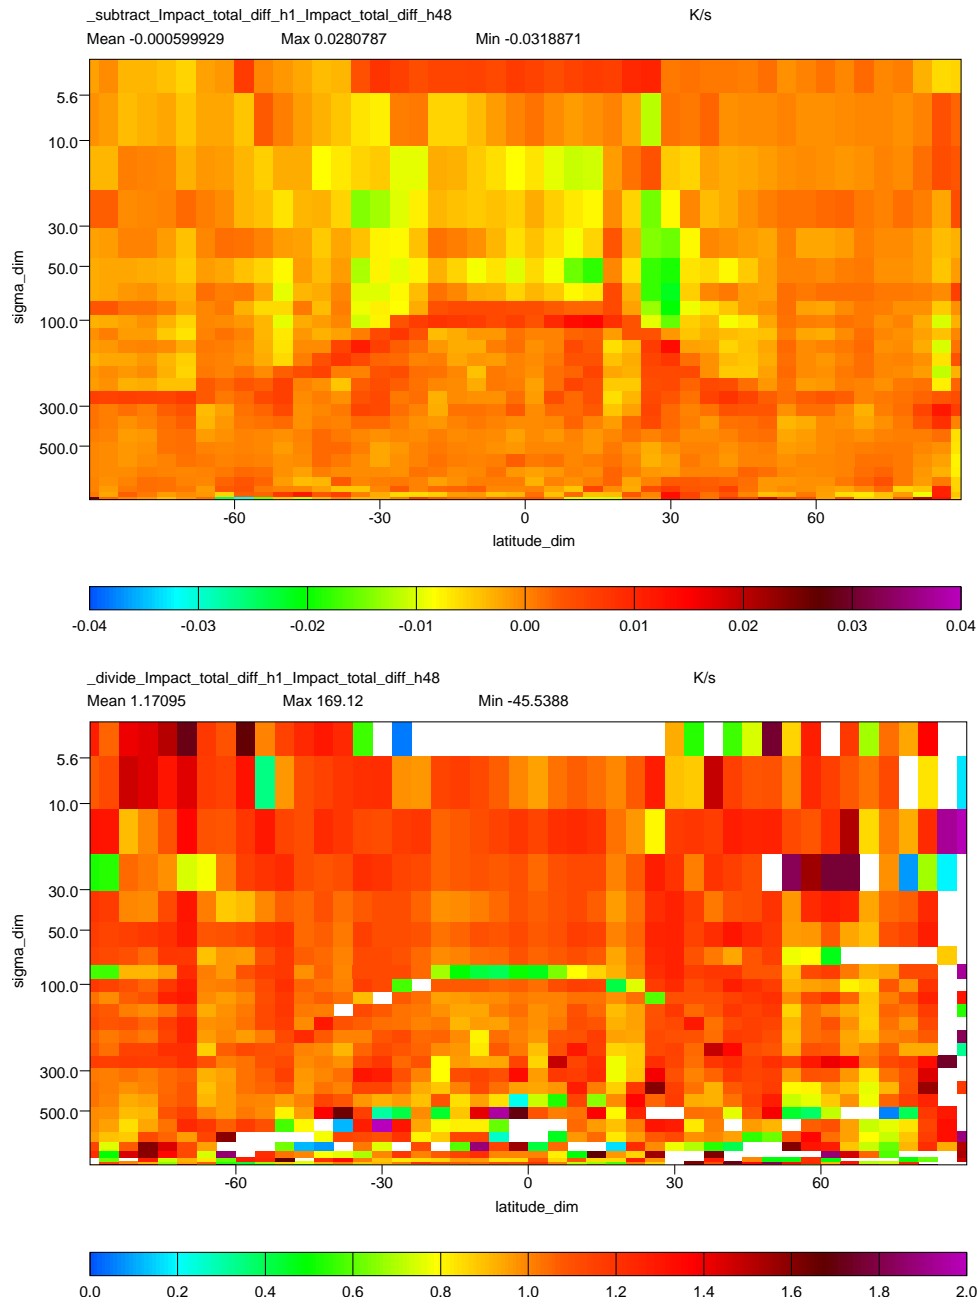 _subtract_Impact_total_diff_h1_Impact_total_diff_h48 K/s
Mean -0.000599929 Max 0.0280787 Min -0.0318871
5.6
10.0
30.0
50.0
100.0
300.0
500.0
sigma_dim
-60 -30 0 30 60
latitude_dim
-0.04 -0.03 -0.02 -0.01 0.00 0.01 0.02 0.03 0.04
_divide_Impact_total_diff_h1_Impact_total_diff_h48 K/s
Mean 1.17095 Max 169.12 Min -45.5388
5.6
10.0
30.0
50.0
100.0
300.0
500.0
sigma_dim
-60 -30 0 30 60
latitude_dim
0.0 0.2 0.4 0.6 0.8 1.0 1.2 1.4 1.6 1.8 2.0